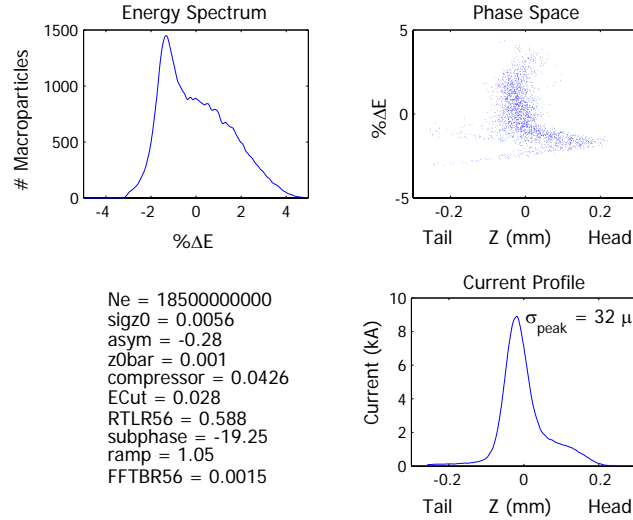 Energy Spectrum
1500
1000
500
0
# Macroparticles
-4 -2 0 2 4
%ΔE
Phase Space
5
0
-5
%ΔE
-0.2 0 0.2
Tail Z (mm) Head
Ne = 18500000000
sigz0 = 0.0056
asym = -0.28
z0bar = 0.001
compressor = 0.0426
ECut = 0.028
RTLR56 = 0.588
subphase = -19.25
ramp = 1.05
FFTBR56 = 0.0015
Current Profile
10
8
6
4
2
0
Current (kA)
σpeak = 32 μ
-0.2 0 0.2
Tail Z (mm) Head